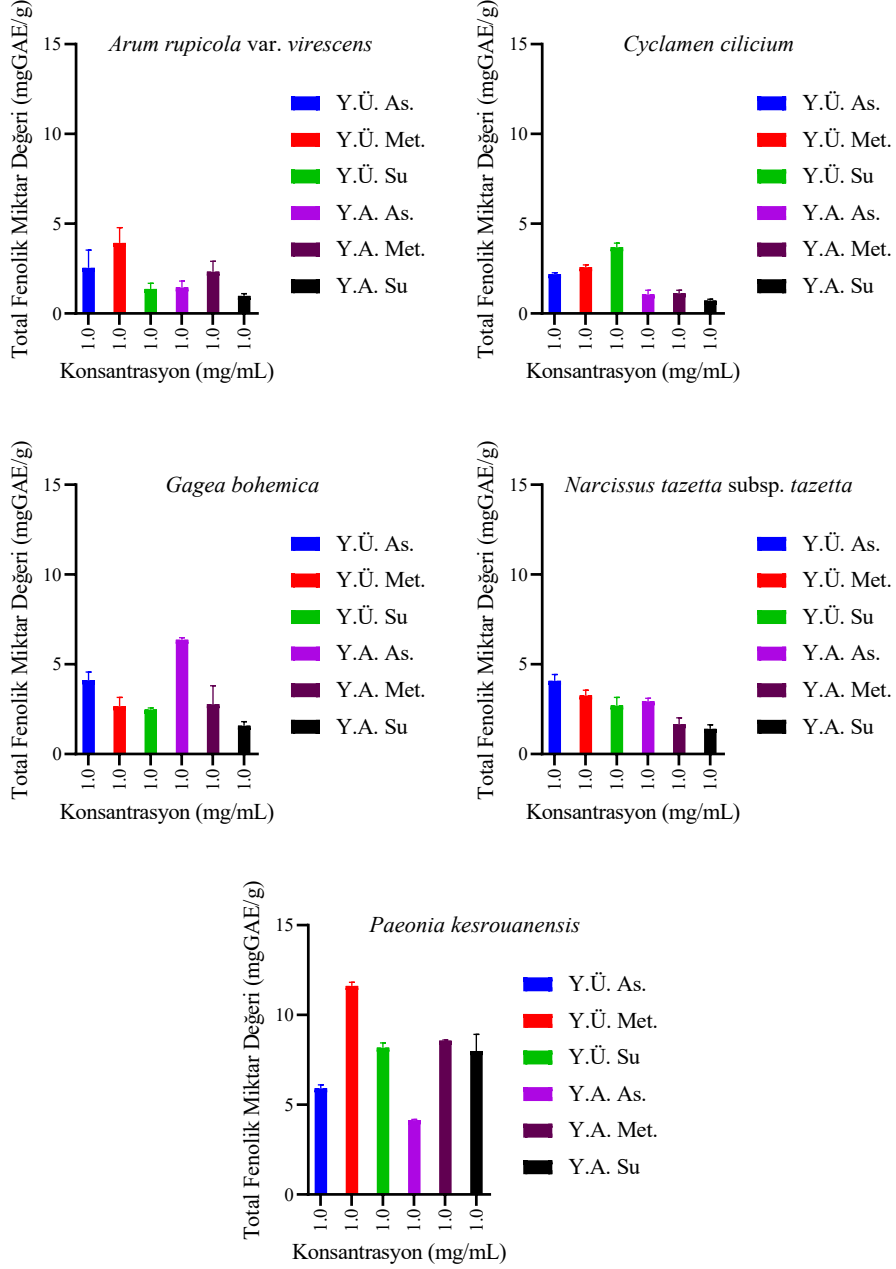 Arum rupicola var. virescens
Total Fenolik Miktar Değeri (mgGAE/g)
15
10
5
0
1.0
1.0
1.0
1.0
1.0
1.0
Konsantrasyon (mg/mL)
Y.Ü. As.
Y.Ü. Met.
Y.Ü. Su
Y.A. As.
Y.A. Met.
Y.A. Su
Cyclamen cilicium
Total Fenolik Miktar Değeri (mgGAE/g)
15
10
5
0
1.0
1.0
1.0
1.0
1.0
1.0
Konsantrasyon (mg/mL)
Y.Ü. As.
Y.Ü. Met.
Y.Ü. Su
Y.A. As.
Y.A. Met.
Y.A. Su
Gagea bohemica
Total Fenolik Miktar Değeri (mgGAE/g)
15
10
5
0
1.0
1.0
1.0
1.0
1.0
1.0
Konsantrasyon (mg/mL)
Y.Ü. As.
Y.Ü. Met.
Y.Ü. Su
Y.A. As.
Y.A. Met.
Y.A. Su
Narcissus tazetta subsp. tazetta
Total Fenolik Miktar Değeri (mgGAE/g)
15
10
5
0
1.0
1.0
1.0
1.0
1.0
1.0
Konsantrasyon (mg/mL)
Y.Ü. As.
Y.Ü. Met.
Y.Ü. Su
Y.A. As.
Y.A. Met.
Y.A. Su
Paeonia kesrouanensis
Total Fenolik Miktar Değeri (mgGAE/g)
15
10
5
0
1.0
1.0
1.0
1.0
1.0
1.0
Konsantrasyon (mg/mL)
Y.Ü. As.
Y.Ü. Met.
Y.Ü. Su
Y.A. As.
Y.A. Met.
Y.A. Su